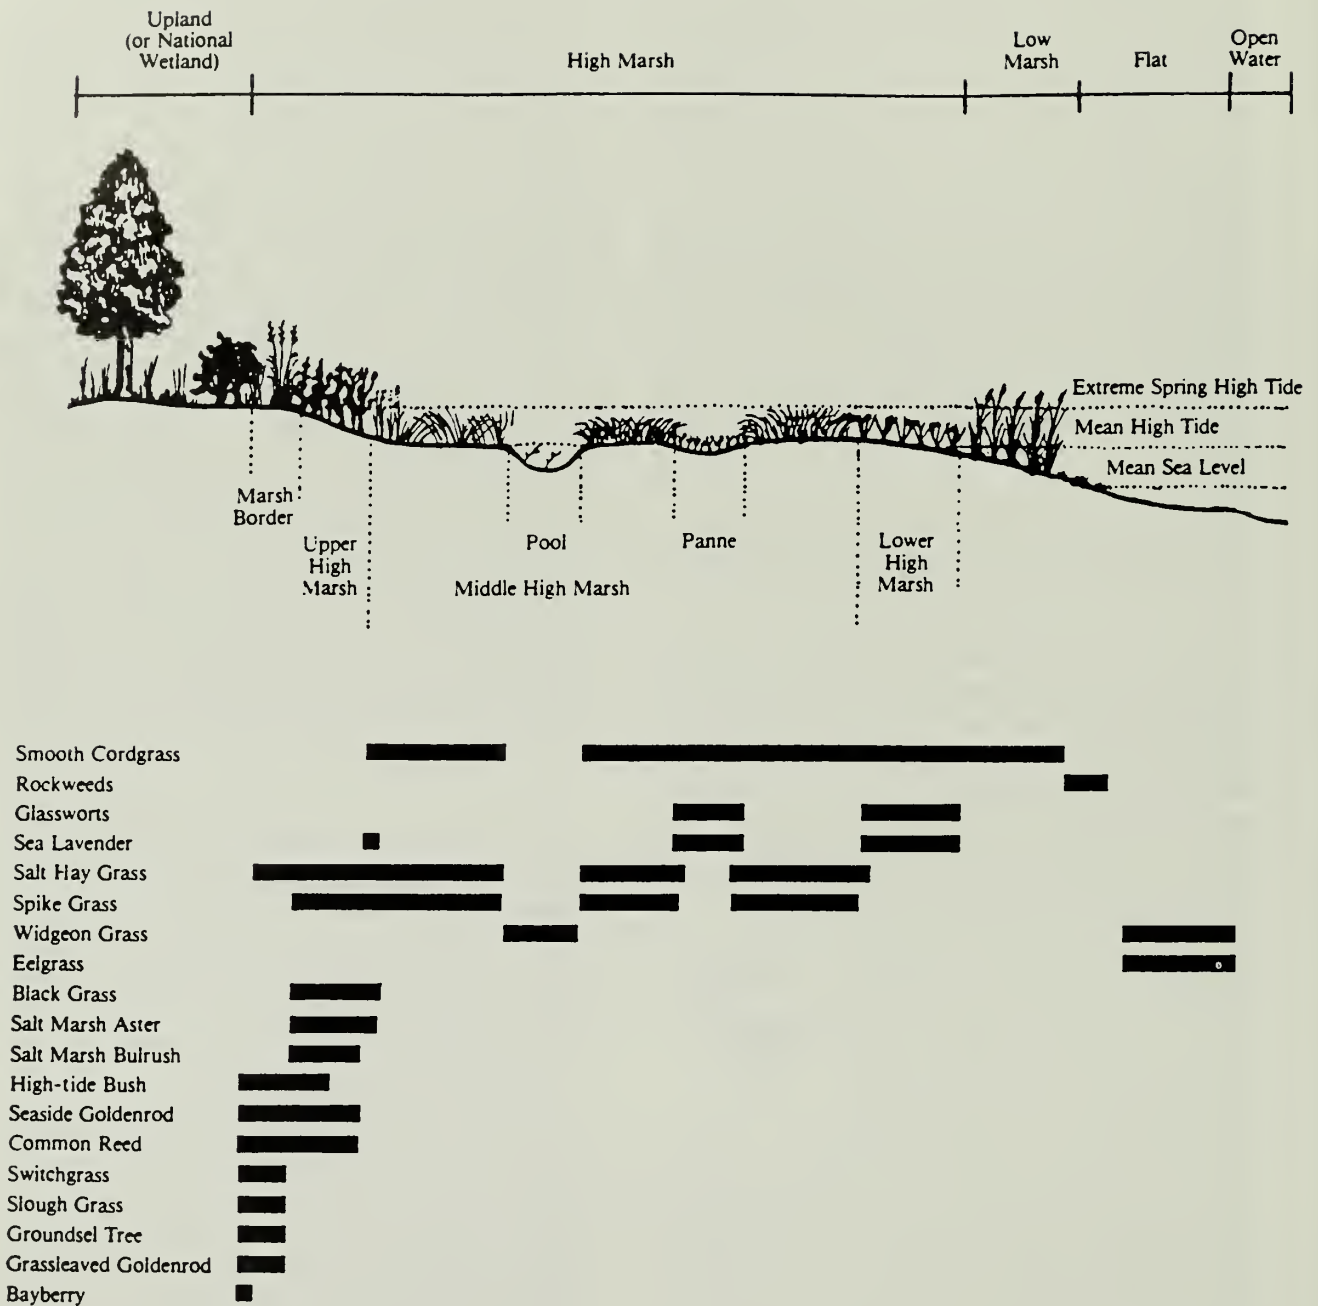 Upland
(or National
Wetland)
High Marsh
Low
Marsh
Flat
Open
Water
Extreme Spring High Tide
Mean High Tide
Mean Sea Level
Marsh
Border
Upper
High
Marsh
Pool
Panne
Lower
High
Marsh
Middle High Marsh
Smooth Cordgrass
Rockweeds
Glassworts
Sea Lavender
Salt Hay Grass
Spike Grass
Widgeon Grass
Eelgrass
Black Grass
Salt Marsh Aster
Salt Marsh Bulrush
High-tide Bush
Seaside Goldenrod
Common Reed
Switchgrass
Slough Grass
Groundsel Tree
Grassleaved Goldenrod
Bayberry